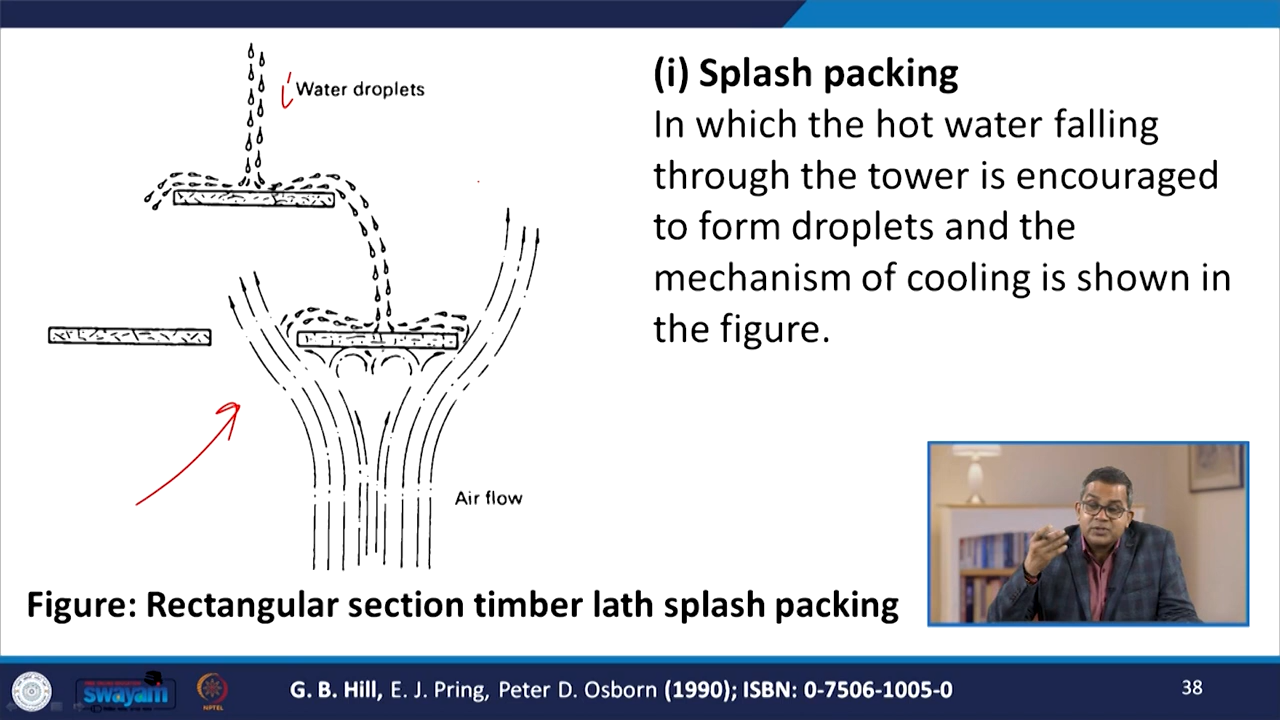 Water droplets
Air flow
Figure: Rectangular section timber lath splash packing
(i) Splash packing
In which the hot water falling
through the tower is encouraged
to form droplets and the
mechanism of cooling is shown in
the figure.
swayam
NPTEL
G. B. Hill, E. J. Pring, Peter D. Osborn (1990); ISBN: 0-7506-1005-0
38